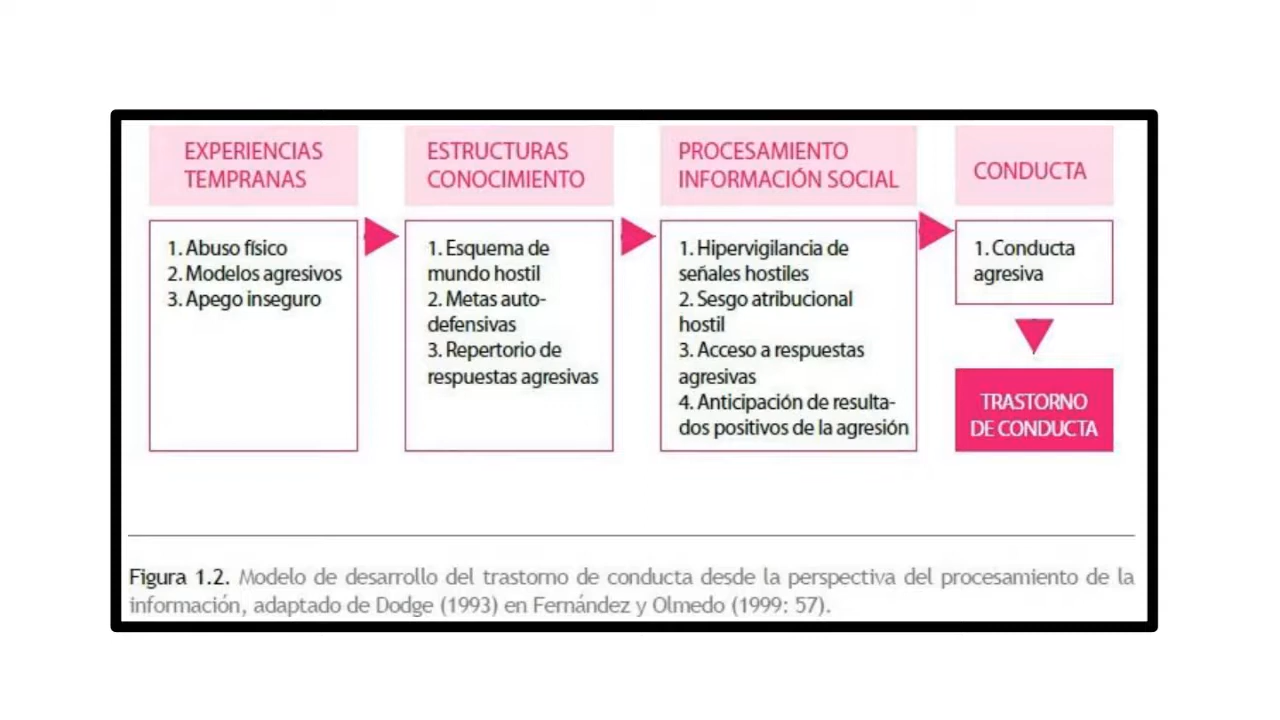 EXPERIENCIAS
TEMPRANAS
1. Abuso físico
2. Modelos agresivos
3. Apego inseguro
ESTRUCTURAS
CONOCIMIENTO
1. Esquema de
mundo hostil
2. Metas auto-
defensivas
3. Repertorio de
respuestas agresivas
PROCESAMIENTO
INFORMACIÓN SOCIAL
1. Hipervigilancia de
señales hostiles
2. Sesgo atribucional
hostil
3. Acceso a respuestas
agresivas
4. Anticipación de resulta-
dos positivos de la agresión
CONDUCTA
1. Conducta
agresiva
TRASTORNO
DE CONDUCTA
Figura 1.2. Modelo de desarrollo del trastorno de conducta desde la perspectiva del procesamiento de la
información, adaptado de Dodge (1993) en Fernández y Olmedo (1999: 57).